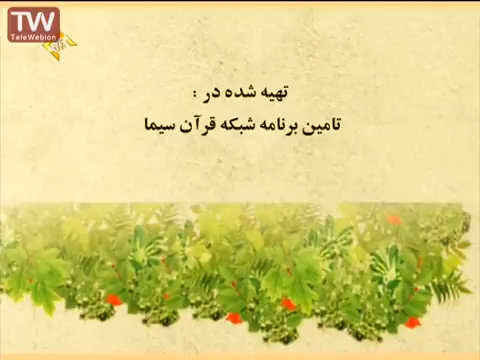 TW
TeleWebion
تهیه شده در :
تامین برنامه شبکه قرآن سیما